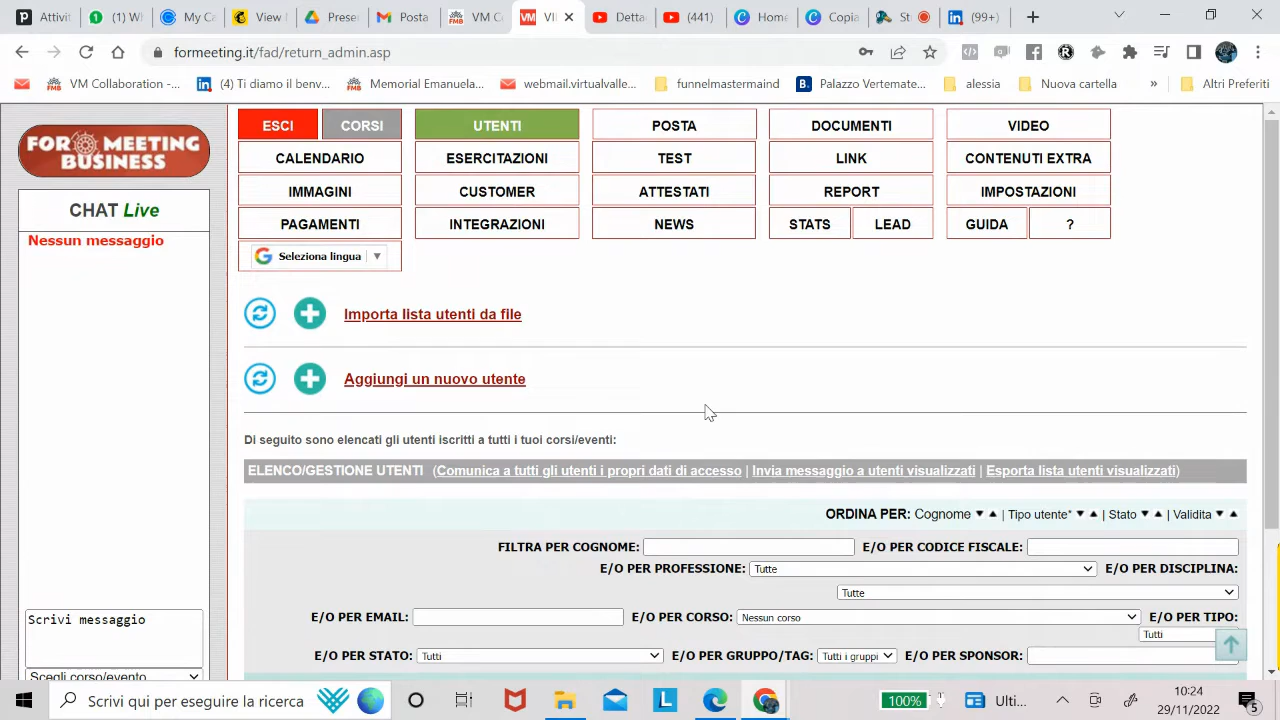 Attivit (1) WI My Cc View I Prese Posta VM Co VI Detta (441) Hom Copia St (99+)
formeeting.it/fad/return_admin.asp
VM Collaboration -... (4) Ti diamo il benv... Memorial Emanuela... webmail.virtualvalle... funnelmastermaind alessia Palazzo Vertemate... Nuova cartella » Altri Preferiti
FOR MEETING
BUSINESS
CHAT Live
Nessun messaggio
Scrivi messaggio
Scegli corso/evento
ESCI CORSI UTENTI POSTA DOCUMENTI VIDEO
CALENDARIO ESERCITAZIONI TEST LINK CONTENUTI EXTRA
IMMAGINI CUSTOMER ATTESTATI REPORT IMPOSTAZIONI
PAGAMENTI INTEGRAZIONI NEWS STATS LEAD GUIDA ?
Seleziona lingua
Importa lista utenti da file
Aggiungi un nuovo utente
Di seguito sono elencati gli utenti iscritti a tutti i tuoi corsi/eventi:
ELENCO/GESTIONE UTENTI (Comunica a tutti gli utenti i propri dati di accesso | Invia messaggio a utenti visualizzati | Esporta lista utenti visualizzati)
ORDINA PER: Cognome ▼ ▲ | Tipo utente* ▼ ▲ | Stato ▼ ▲ | Validita ▼ ▲
FILTRA PER COGNOME: E/O PER CODICE FISCALE:
E/O PER PROFESSIONE: Tutte E/O PER DISCIPLINA:
Tutte
E/O PER EMAIL: E/O PER CORSO: Nessun corso E/O PER TIPO:
Tutti
E/O PER STATO: Tutti E/O PER GRUPPO/TAG: Tutti i gruppi E/O PER SPONSOR:
Scrivi qui per eseguire la ricerca 100% Ulti... 10:24
29/11/2022 5